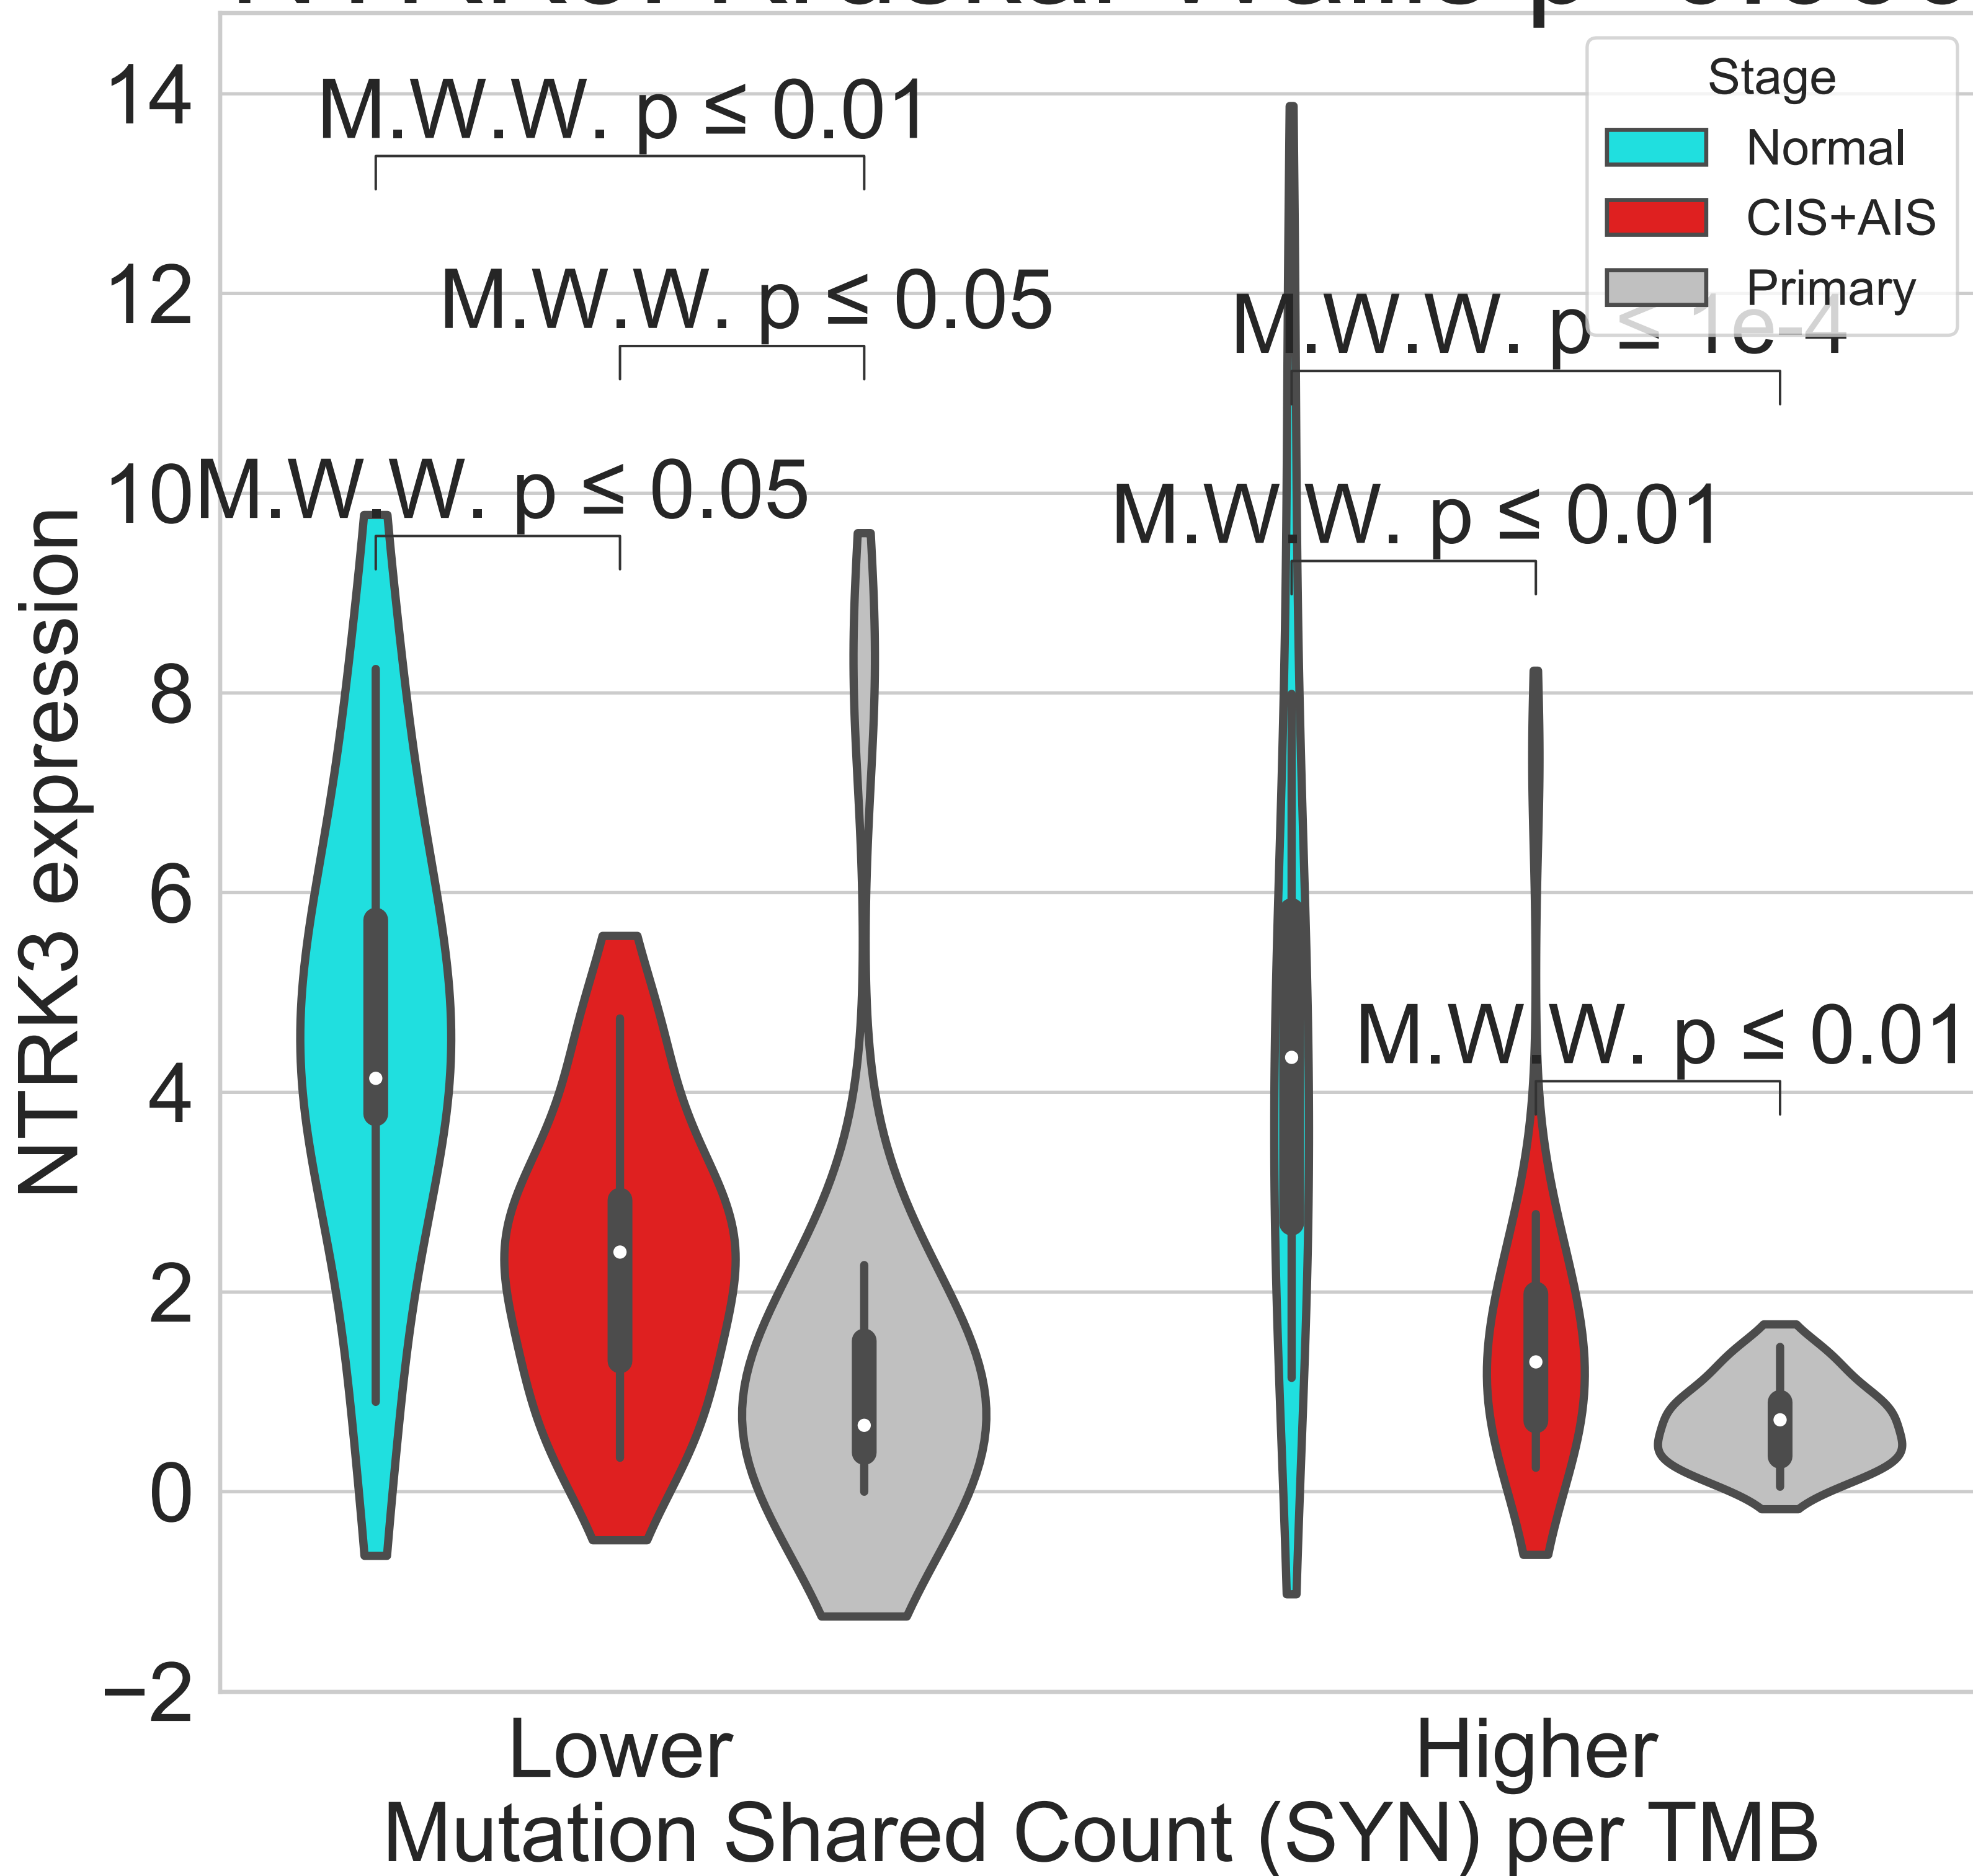 Stage
Normal
CIS+AIS
Primary
M.W.W. p ≤ 0.01
M.W.W. p ≤ 0.05
M.W.W. p ≤ 1e-4
M.W.W. p ≤ 0.05
M.W.W. p ≤ 0.01
M.W.W. p ≤ 0.01
14
12
10
8
6
4
2
0
−2
NTRK3 expression
Lower
Higher
Mutation Shared Count (SYN) per TMB